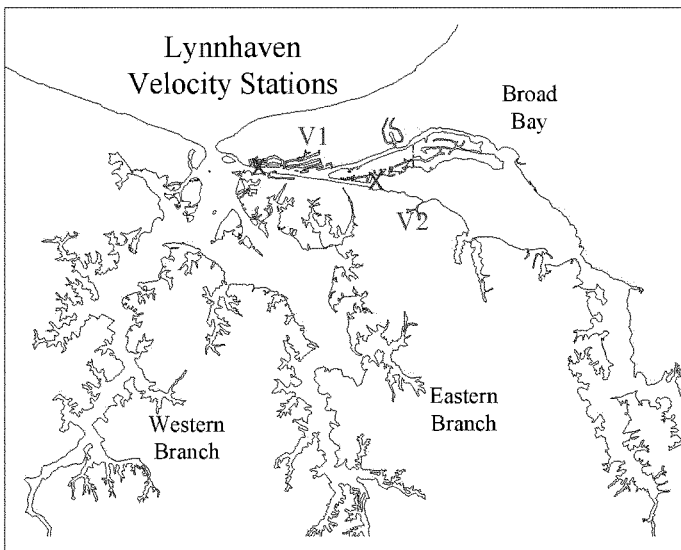 Lynnhaven
Velocity Stations
Broad
Bay
V1
X
X
V2
Western
Branch
Eastern
Branch